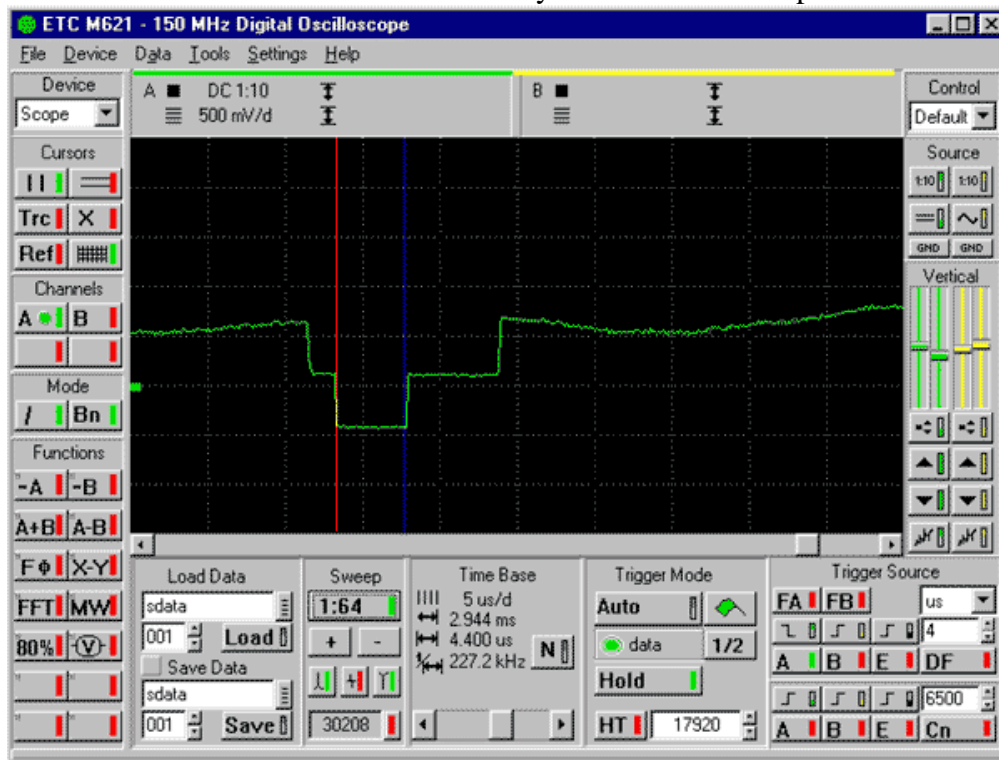 ETC M621 - 150 MHz Digital Oscilloscope
File Device Data Tools Settings Help
Device
Scope
A DC 1:10
500 mV/d
B
Control
Default
Cursors
Trc X
Ref
Channels
A B
Mode
/ Bn
Functions
-A -B
A+B A-B
FΦ X-Y
FFT MW
80% V
Source
1:10 1:10
GND GND
Vertical
Load Data
sdata
001 Load
Save Data
sdata
001 Save
Sweep
1:64
+ -
30208
Time Base
5 us/d
2.944 ms
4.400 us
227.2 kHz
N
Trigger Mode
Auto
data 1/2
Hold
HT 17920
Trigger Source
FA FB us
4
A B E DF
6500
A B E Cn